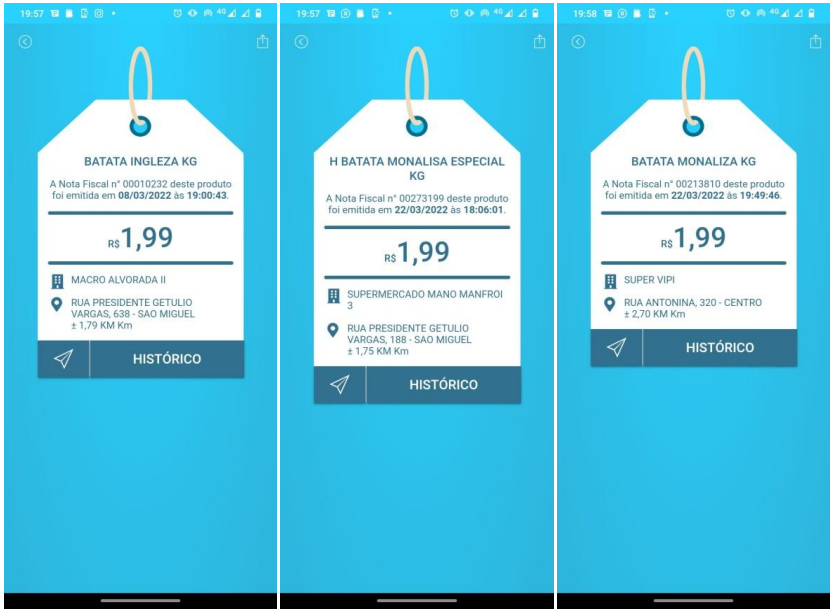 19:57
4G
BATATA INGLEZA KG
A Nota Fiscal n° 00010232 deste produto
foi emitida em 08/03/2022 às 19:00:43.
R$ 1,99
MACRO ALVORADA II
RUA PRESIDENTE GETULIO
VARGAS, 638 - SAO MIGUEL
± 1,79 KM Km
HISTÓRICO
19:57
4G
H BATATA MONALISA ESPECIAL
KG
A Nota Fiscal n° 00273199 deste produto
foi emitida em 22/03/2022 às 18:06:01.
R$ 1,99
SUPERMERCADO MANO MANFROI
3
RUA PRESIDENTE GETULIO
VARGAS, 188 - SAO MIGUEL
± 1,75 KM Km
HISTÓRICO
19:58
4G
BATATA MONALIZA KG
A Nota Fiscal n° 00213810 deste produto
foi emitida em 22/03/2022 às 19:49:46.
R$ 1,99
SUPER VIPI
RUA ANTONINA, 320 - CENTRO
± 2,70 KM Km
HISTÓRICO